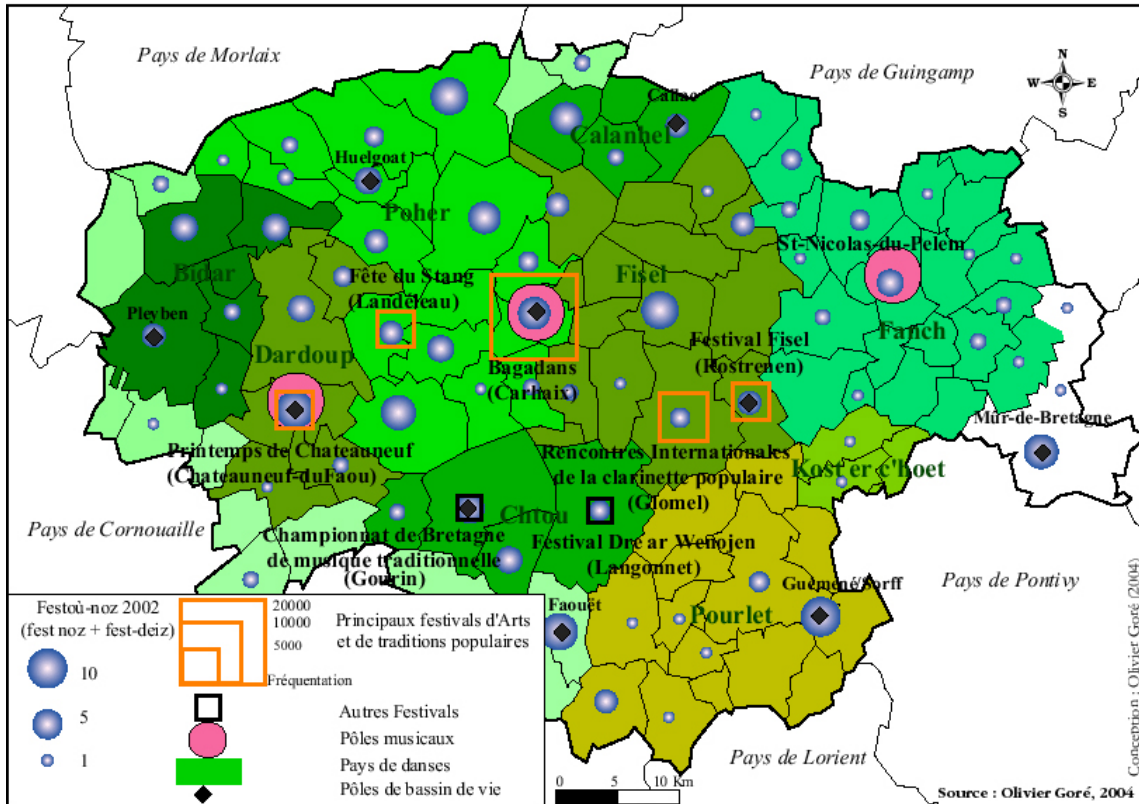 Pays de Morlaix
Pays de Guingamp
N
W E
S
Callac
Calanhel
Huelgoat
Poher
St-Nicolas-du-Pelem
Bidar
Fête du Stang
(Landeleau)
Fisel
Pleyben
Dardoup
Festival Fisel
(Rostrenen)
Fanch
Bagadans
(Carhaix)
Mur-de-Bretagne
Printemps de Chateauneuf
(Chateauneuf-duFaou)
Rencontres Internationales
de la clarinette populaire
(Glomel)
Kost er c'hoet
Pays de Cornouaille
Chtou
Championnat de Bretagne
de musique traditionnelle
(Gourin)
Festival Dre ar Wenojen
(Langonnet)
Pays de Pontivy
Guémené/Sorff
Faouët
Pourlet
Festoù-noz 2002
(fest noz + fest-deiz)
10
5
1
20000
10000
5000
Fréquentation
Principaux festivals d'Arts
et de traditions populaires
Autres Festivals
Pôles musicaux
Pays de danses
Pôles de bassin de vie
Pays de Lorient
0 5 10 Km
Source : Olivier Goré, 2004
Conception : Olivier Goré (2004)